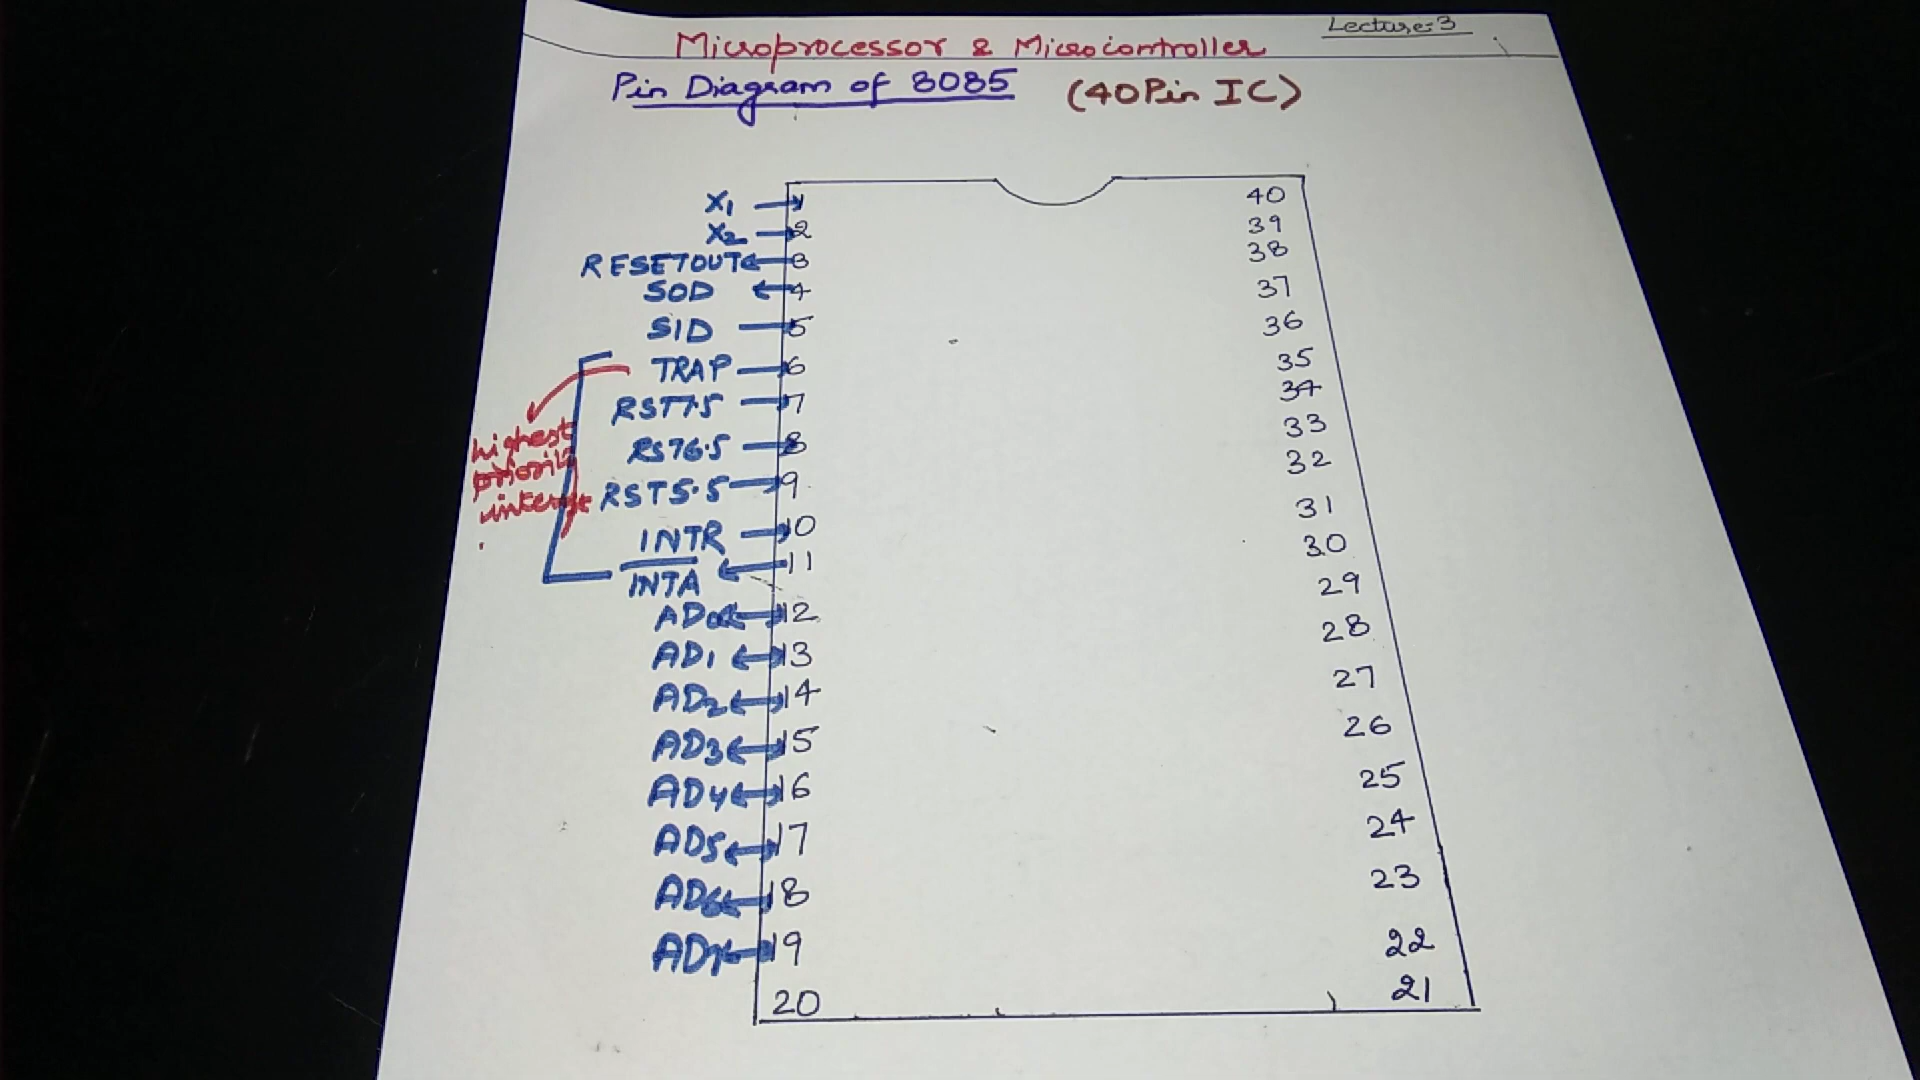 Lecture:3
Microprocessor & Microcontroller
Pin Diagram of 8085 (40Pin IC)
X1 1 40
X2 2 39
RESETOUT 3 38
SOD 4 37
SID 5 36
TRAP 6 35
RST7.5 7 34
highest
priority
RST6.5 8 33
RST5.5 9 32
INTR 10 31
INTA 11 30
AD0 12 29
AD1 13 28
AD2 14 27
AD3 15 26
AD4 16 25
AD5 17 24
AD6 18 23
AD7 19 22
20 21